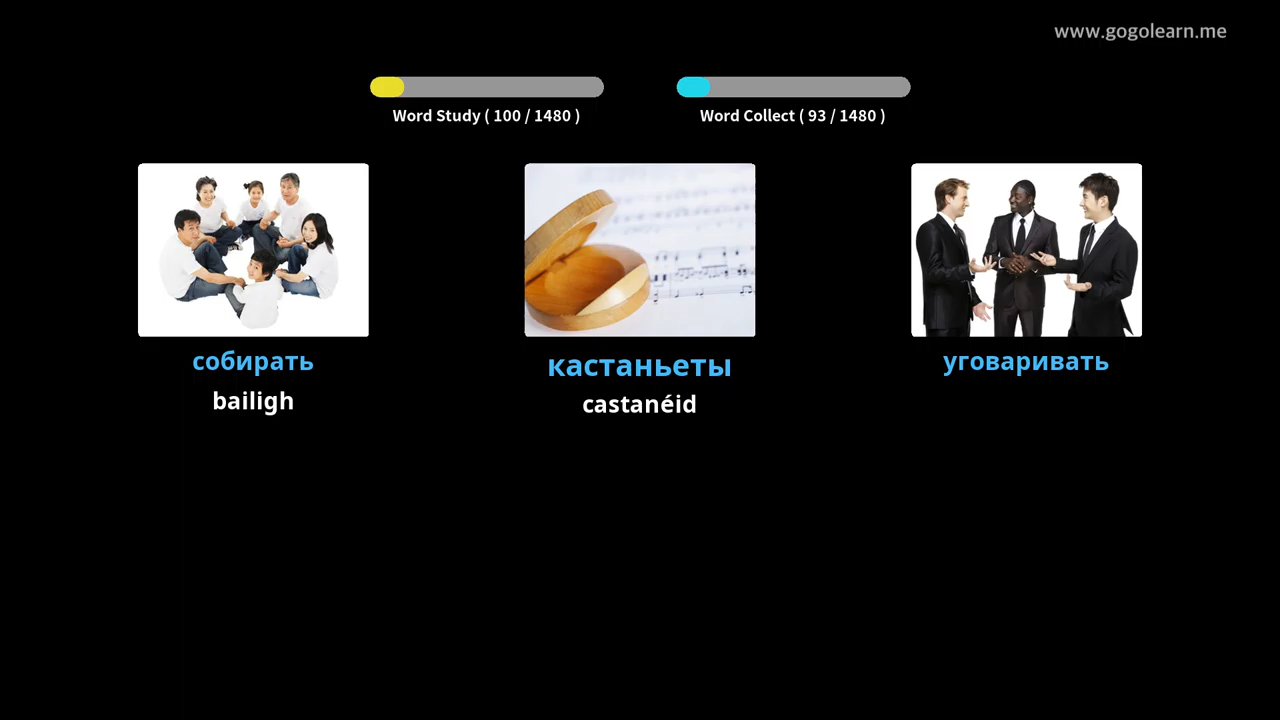 www.gogolearn.me
Word Study ( 100 / 1480 )
Word Collect ( 93 / 1480 )
собирать
bailigh
кастаньеты
castanéid
уговаривать